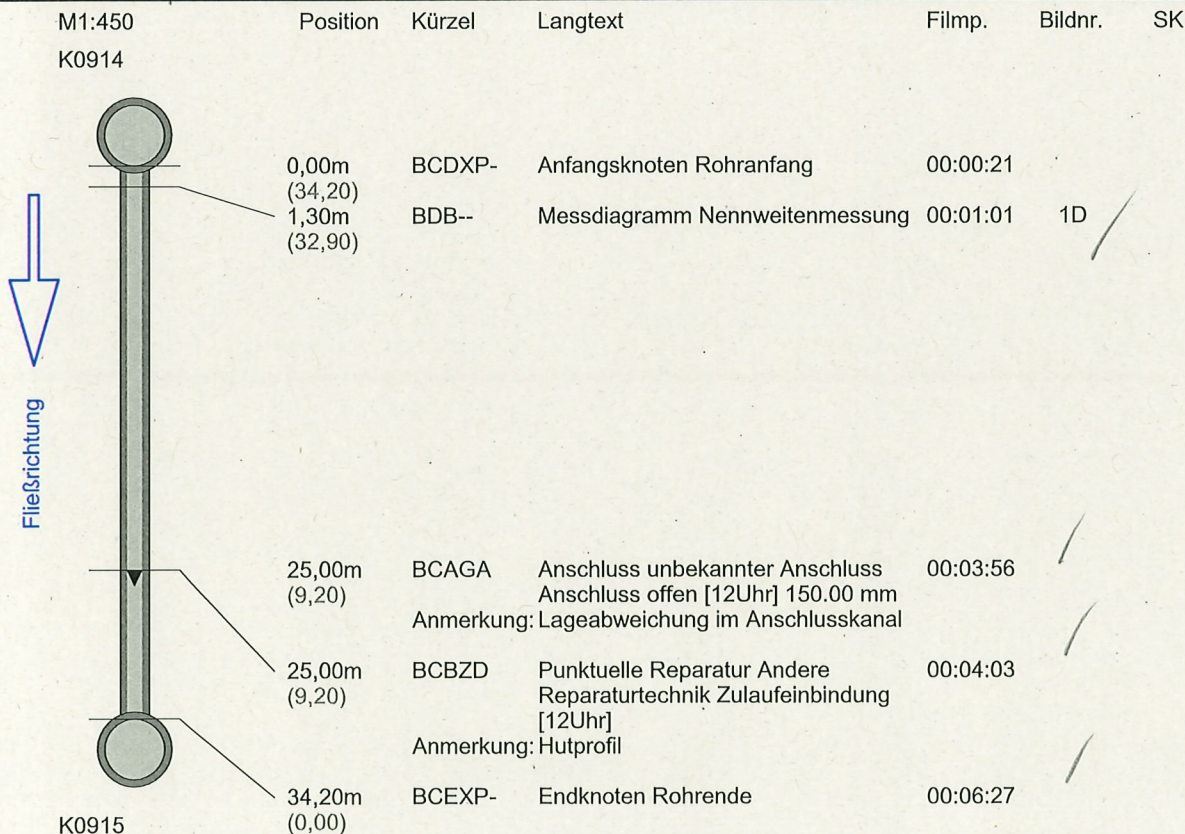 M1:450 Position Kürzel Langtext Filmp. Bildnr. SK
K0914
0,00m BCDXP- Anfangsknoten Rohranfang 00:00:21
(34,20)
1,30m BDB-- Messdiagramm Nennweitenmessung 00:01:01 1D
(32,90)
Fließrichtung
25,00m BCAGA Anschluss unbekannter Anschluss 00:03:56
(9,20) Anschluss offen [12Uhr] 150.00 mm
Anmerkung: Lageabweichung im Anschlusskanal
25,00m BCBZD Punktuelle Reparatur Andere 00:04:03
(9,20) Reparaturtechnik Zulaufeinbindung
[12Uhr]
Anmerkung: Hutprofil
34,20m BCEXP- Endknoten Rohrende 00:06:27
(0,00)
K0915